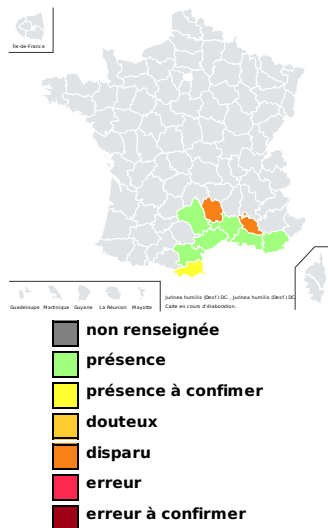 Île-de-France
Guadeloupe Martinique Guyane La Réunion Mayotte
Jurinea humilis (Desf.) DC. , Jurinea humilis (Desf.) DC.
Carte en cours d'élaboration.
non renseignée
présence
présence à confimer
douteux
disparu
erreur
erreur à confirmer